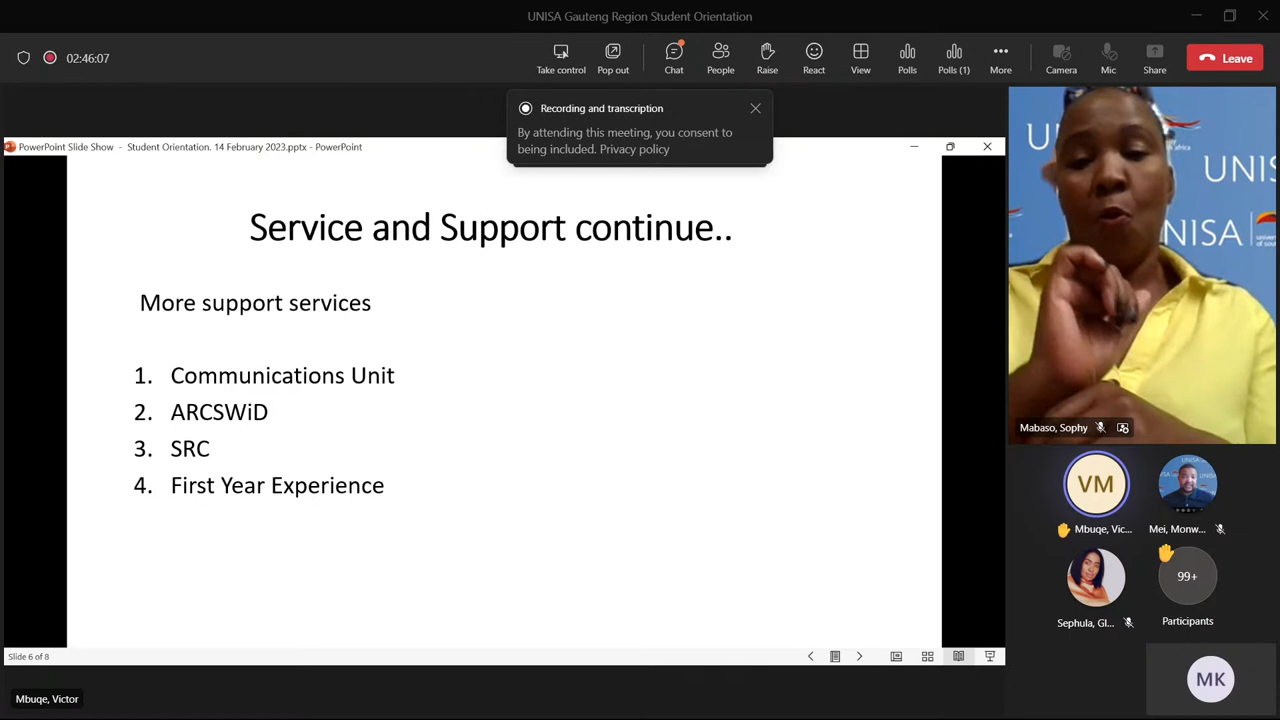 UNISA Gauteng Region Student Orientation
02:46:07
Take control
Pop out
Chat
People
Raise
React
View
Polls
Polls (1)
More
Camera
Mic
Share
Leave
Recording and transcription
By attending this meeting, you consent to
being included. Privacy policy
PowerPoint Slide Show - Student Orientation. 14 February 2023.pptx - PowerPoint
Service and Support continue..
More support services
1. Communications Unit
2. ARCSWiD
3. SRC
4. First Year Experience
Slide 6 of 8
Mbuqe, Victor
UNISA
UNISA
Mabaso, Sophy
VM
Mbuqe, Vic...
Mei, Monw...
Sephula, Gl...
99+
Participants
MK